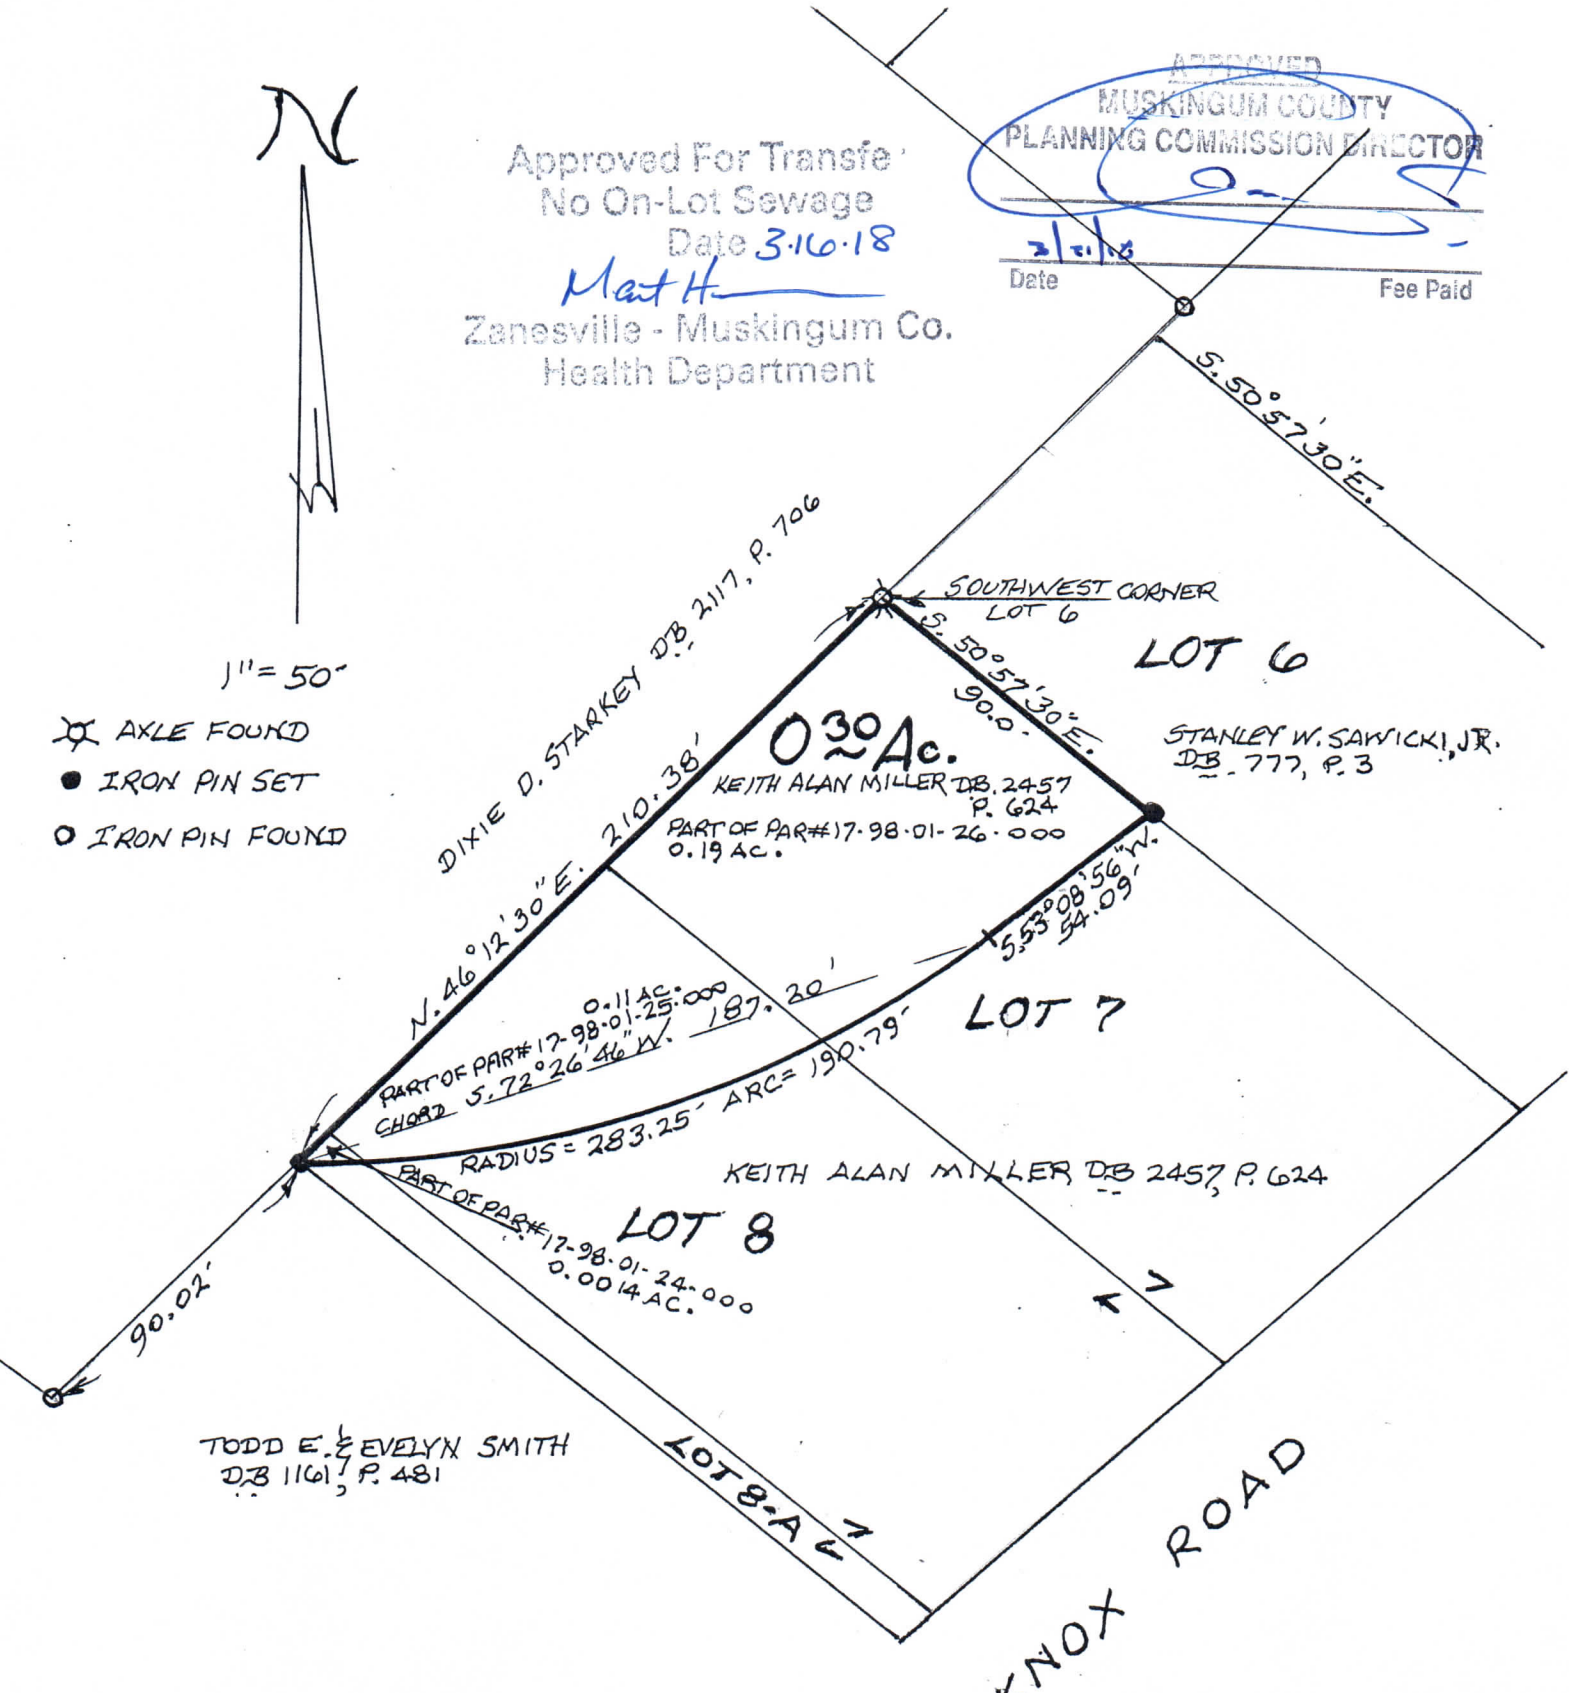 N
APPROVED
MUSKINGUM COUNTY
PLANNING COMMISSION DIRECTOR
Date
Fee Paid
Approved For Transfe
No On-Lot Sewage
Date 3·16·18
Zanesville - Muskingum Co.
Health Department
S. 50° 57' 30" E.
1" = 50'
AXLE FOUND
IRON PIN SET
IRON PIN FOUND
DIXIE D. STARKEY DB 2117, P. 706
SOUTHWEST CORNER
LOT 6
LOT 6
S. 50° 57' 30" E.
90.0'
STANLEY W. SAWICKI, JR.
DB. 777, P. 3
0.30 Ac.
KEITH ALAN MILLER DB. 2457
P. 624
PART OF PAR# 17-98-01-26-000
0.19 AC.
N. 46° 12' 30" E. 210.38'
S. 53° 08' 56" W.
54.09'
LOT 7
0.11 AC.
PART OF PAR# 17-98-01-25-000
CHORD S. 72° 26' 46" W. 187.20'
RADIUS = 283.25' ARC = 190.79'
KEITH ALAN MILLER DB 2457, P. 624
PART OF PAR# 17-98-01-24-000
0.0014 AC.
LOT 8
90.02'
TODD E. & EVELYN SMITH
DB 1161, P. 481
LOT 8-A
KNOX ROAD